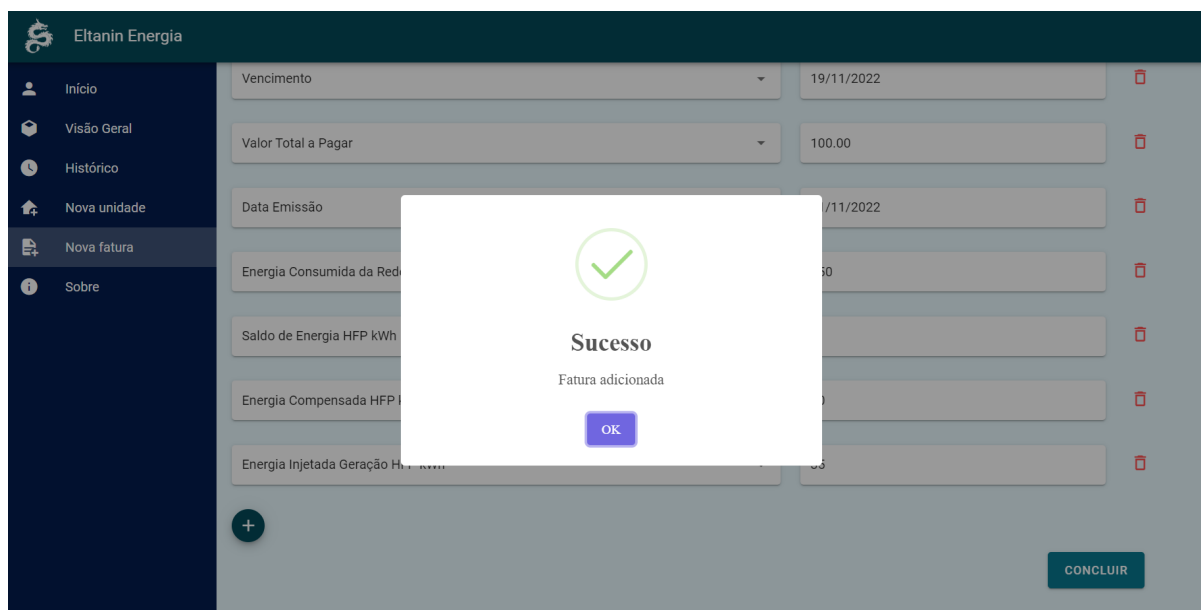 Eltanin Energia
Início
Visão Geral
Histórico
Nova unidade
Nova fatura
Sobre
Vencimento 19/11/2022
Valor Total a Pagar 100.00
Data Emissão /11/2022
Energia Consumida da
Saldo de Energia HFP kWh
Energia Compensada HFP
Energia Injetada Geração
Sucesso
Fatura adicionada
OK
CONCLUIR